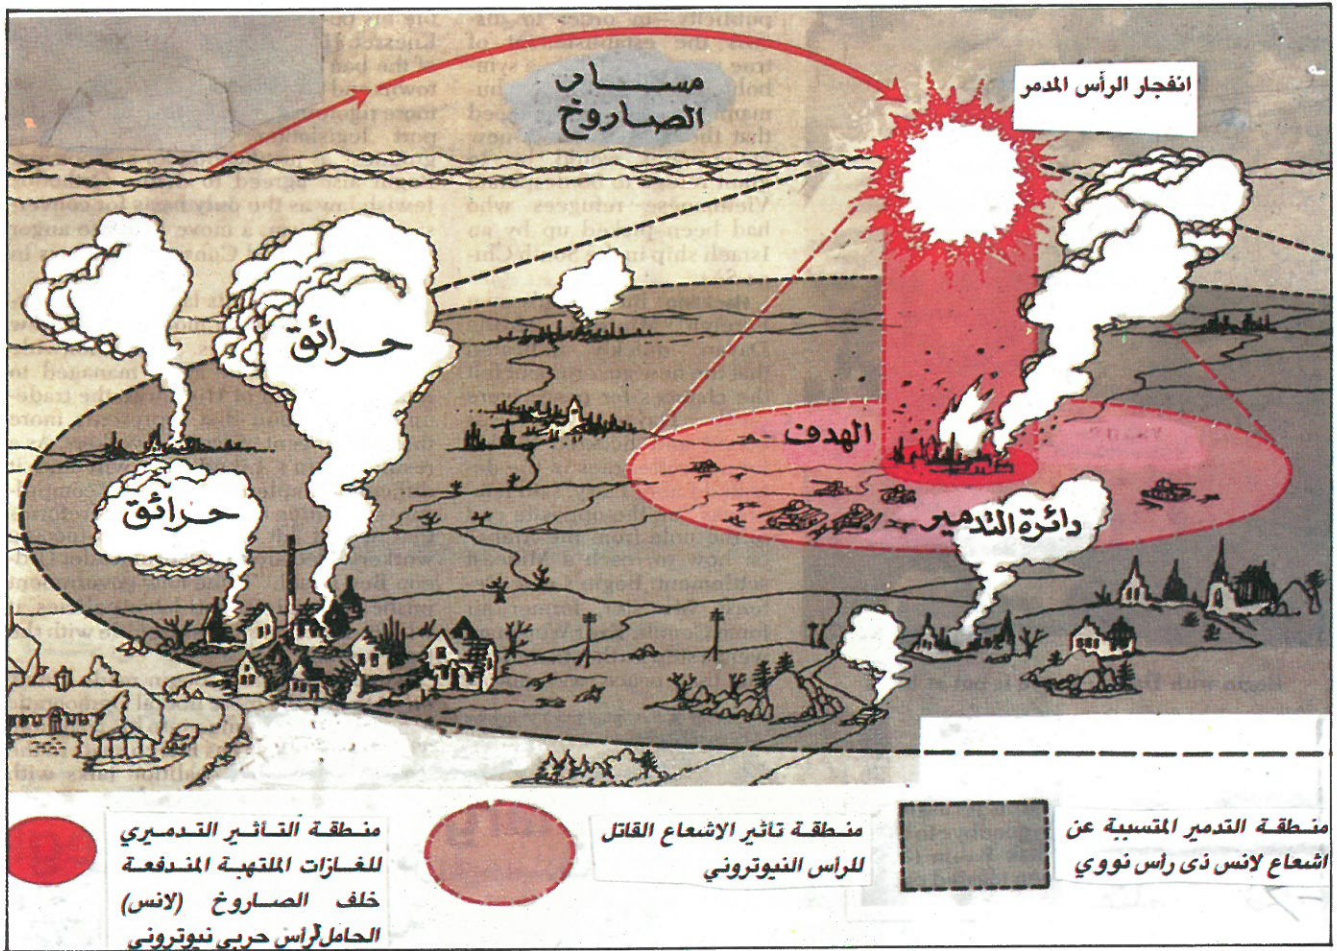 مسار
الصاروخ
انفجار الرأس المدمر
حرائق
حرائق
الهدف
دائرة التدمير
منطقة التدمير المتسببة عن
اشعاع لانس ذى رأس نووي
منطقة تأثير الاشعاع القاتل
للرأس النيوتروني
منطقة التأثير التدميري
للغازات الملتهبة المندفعة
خلف الصاروخ (لانس)
الحامل لرأس حربي نيوتروني